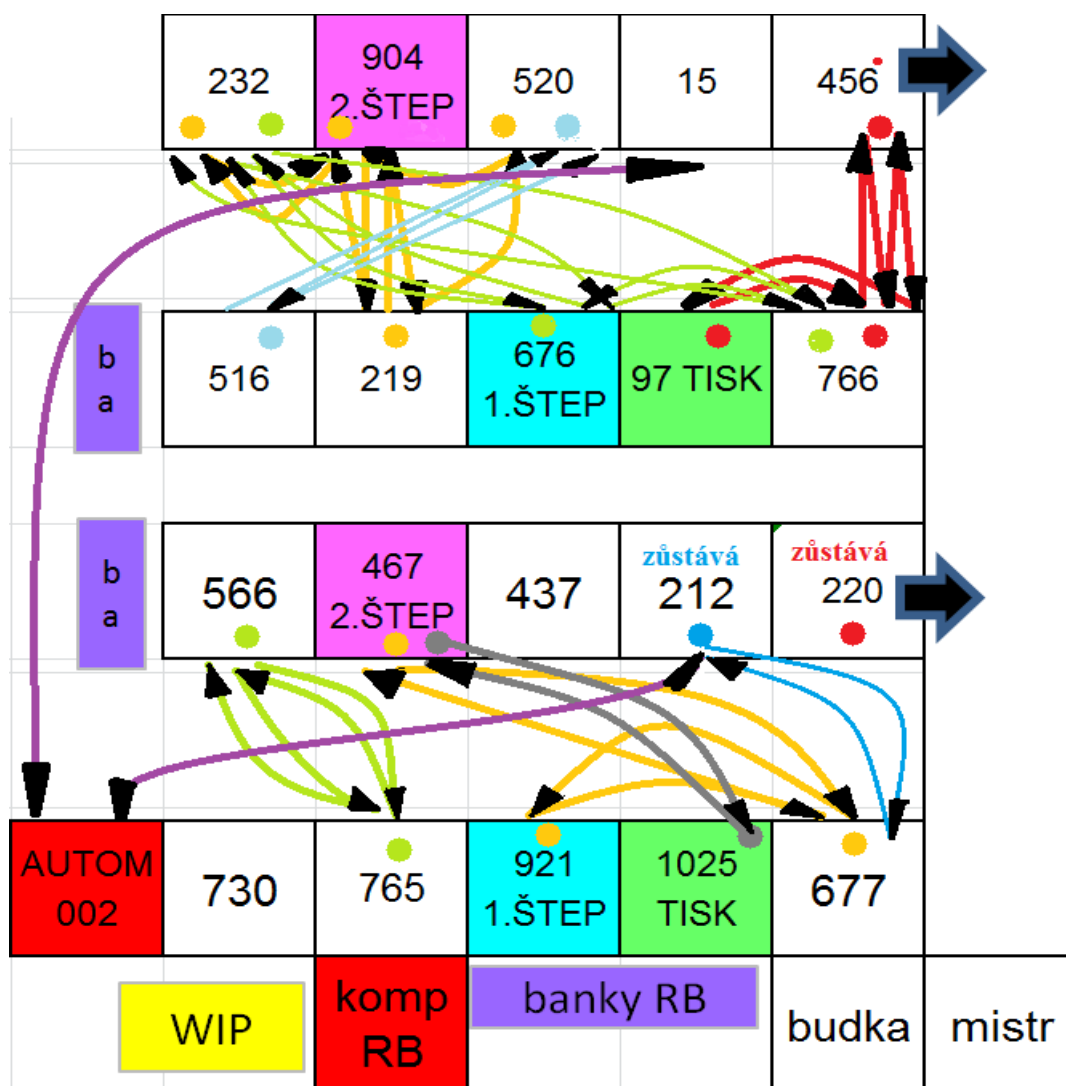 232
904
2.ŠTEP
520
15
456
b
a
516
219
676
1.ŠTEP
97 TISK
766
b
a
566
467
2.ŠTEP
437
zůstává
212
zůstává
220
AUTOM
002
730
765
921
1.ŠTEP
1025
TISK
677
WIP
komp
RB
banky RB
budka
mistr